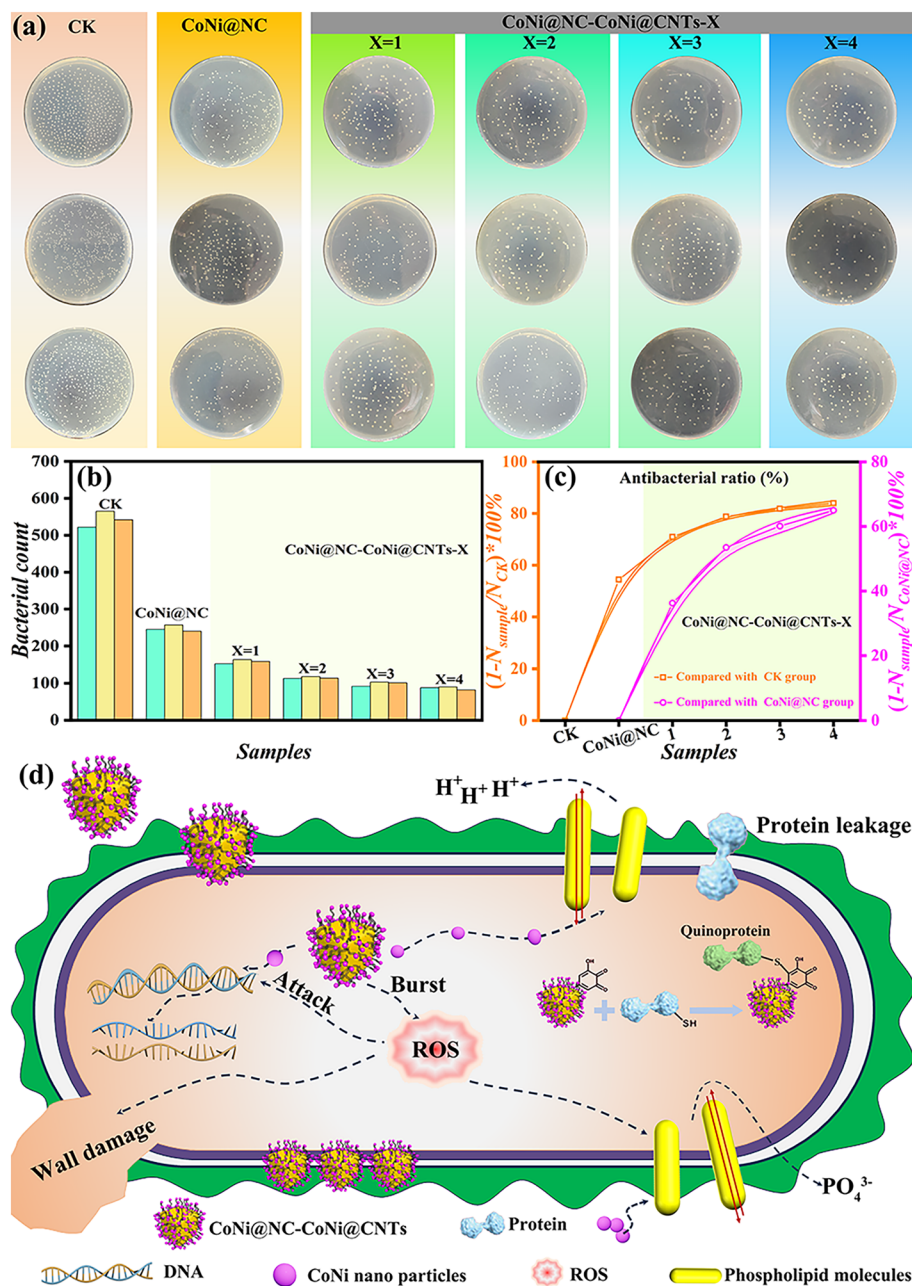 (a)
CK
CoNi@NC
CoNi@NC-CoNi@CNTs-X
X=1
X=2
X=3
X=4
(b)
Bacterial count
700
600
500
400
300
200
100
0
CK
CoNi@NC
X=1
X=2
X=3
X=4
CoNi@NC-CoNi@CNTs-X
Samples
(c)
Antibacterial ratio (%)
(1-N_sample/N_CK)*100%
100
80
60
40
20
0
CoNi@NC-CoNi@CNTs-X
Compared with CK group
Compared with CoNi@NC group
80
60
40
20
0
(1-N_sample/N_CoNi@NC)*100%
CK
CoNi@NC
1
2
3
4
Samples
(d)
H⁺ H⁺ H⁺
Protein leakage
Quinoprotein
OH
S
O
O
OH
O
O
SH
Attack
Burst
ROS
Wall damage
PO₄³⁻
CoNi@NC-CoNi@CNTs
Protein
DNA
CoNi nano particles
ROS
Phospholipid molecules